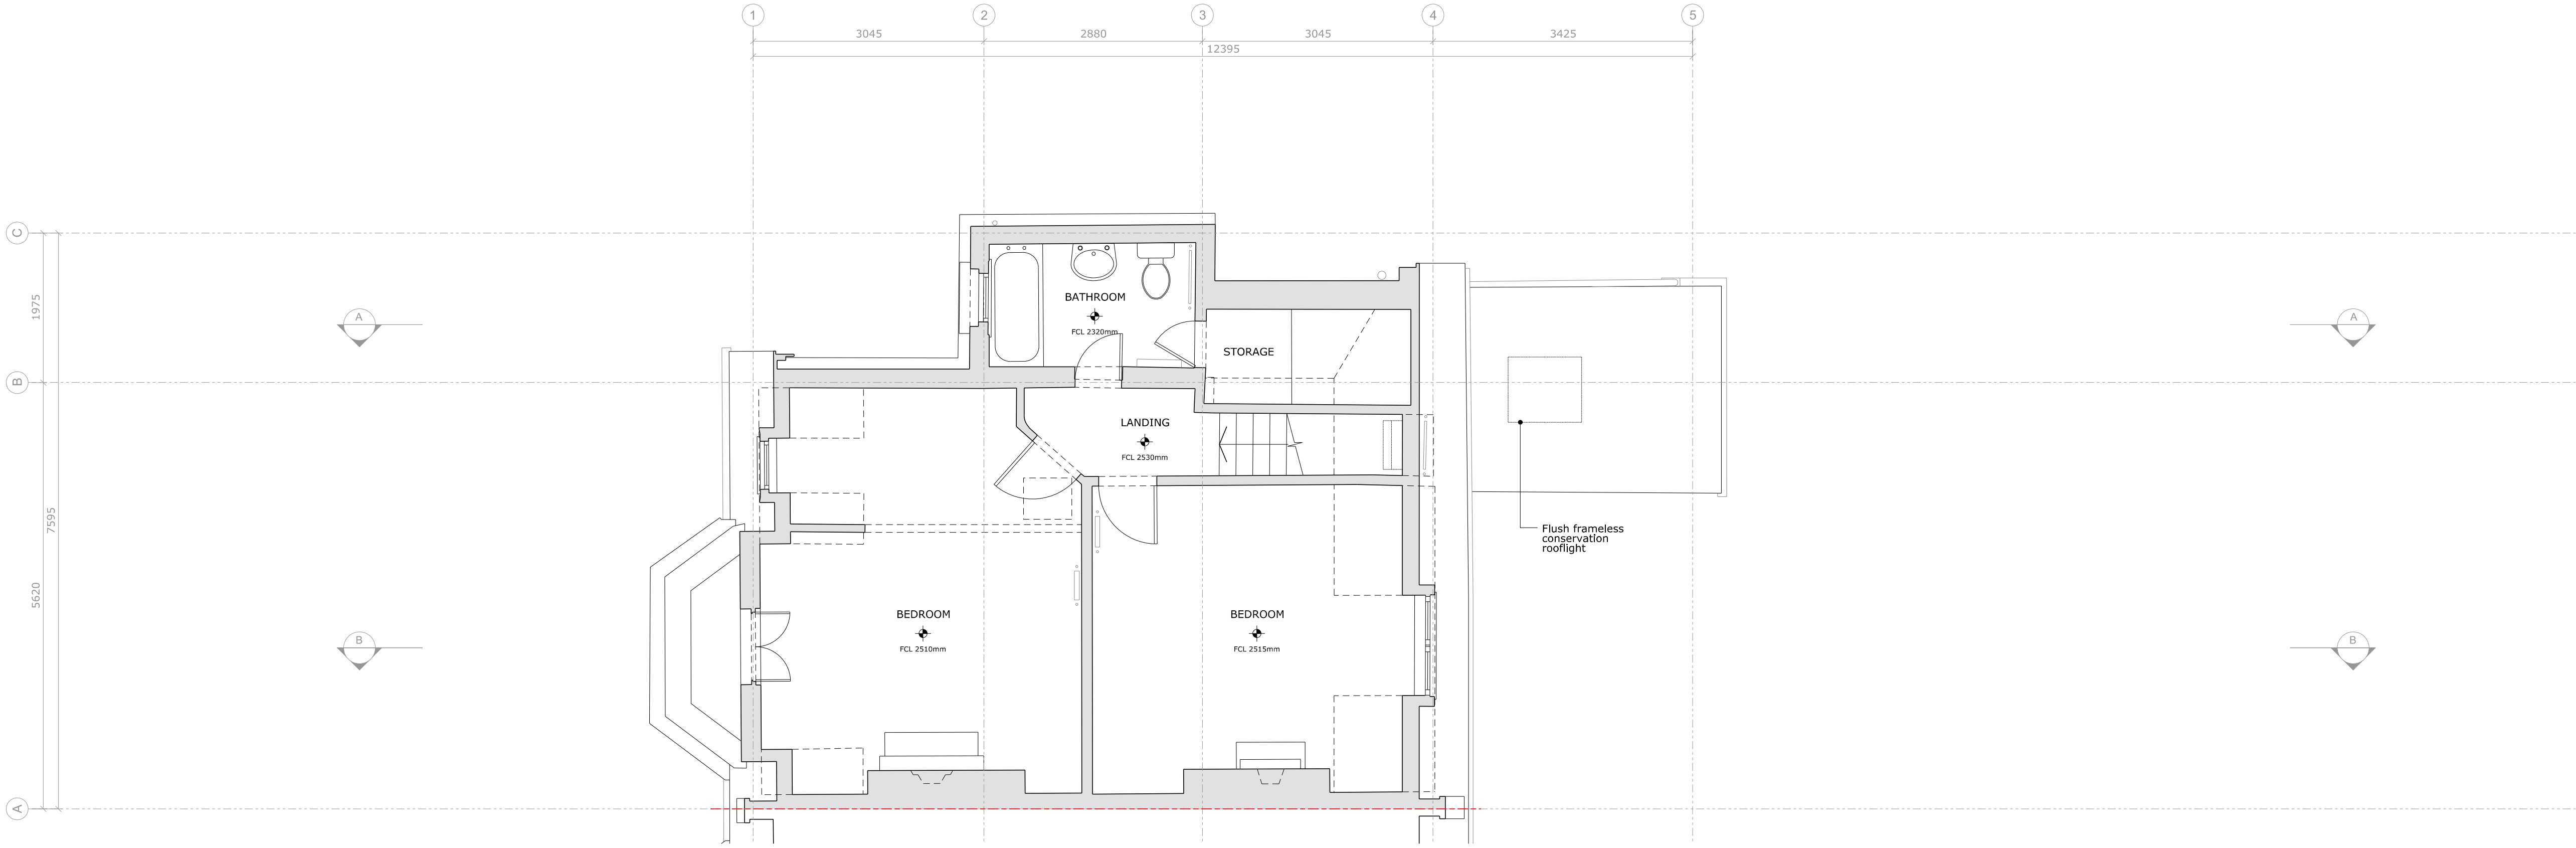 1 2 3 4 5
3045 2880 3045 3425
12395
C
1975
A A
B
7595
5620
B B
A
BATHROOM
FCL 2320mm
STORAGE
LANDING
FCL 2530mm
Flush frameless
conservation
rooflight
BEDROOM
FCL 2510mm
BEDROOM
FCL 2515mm